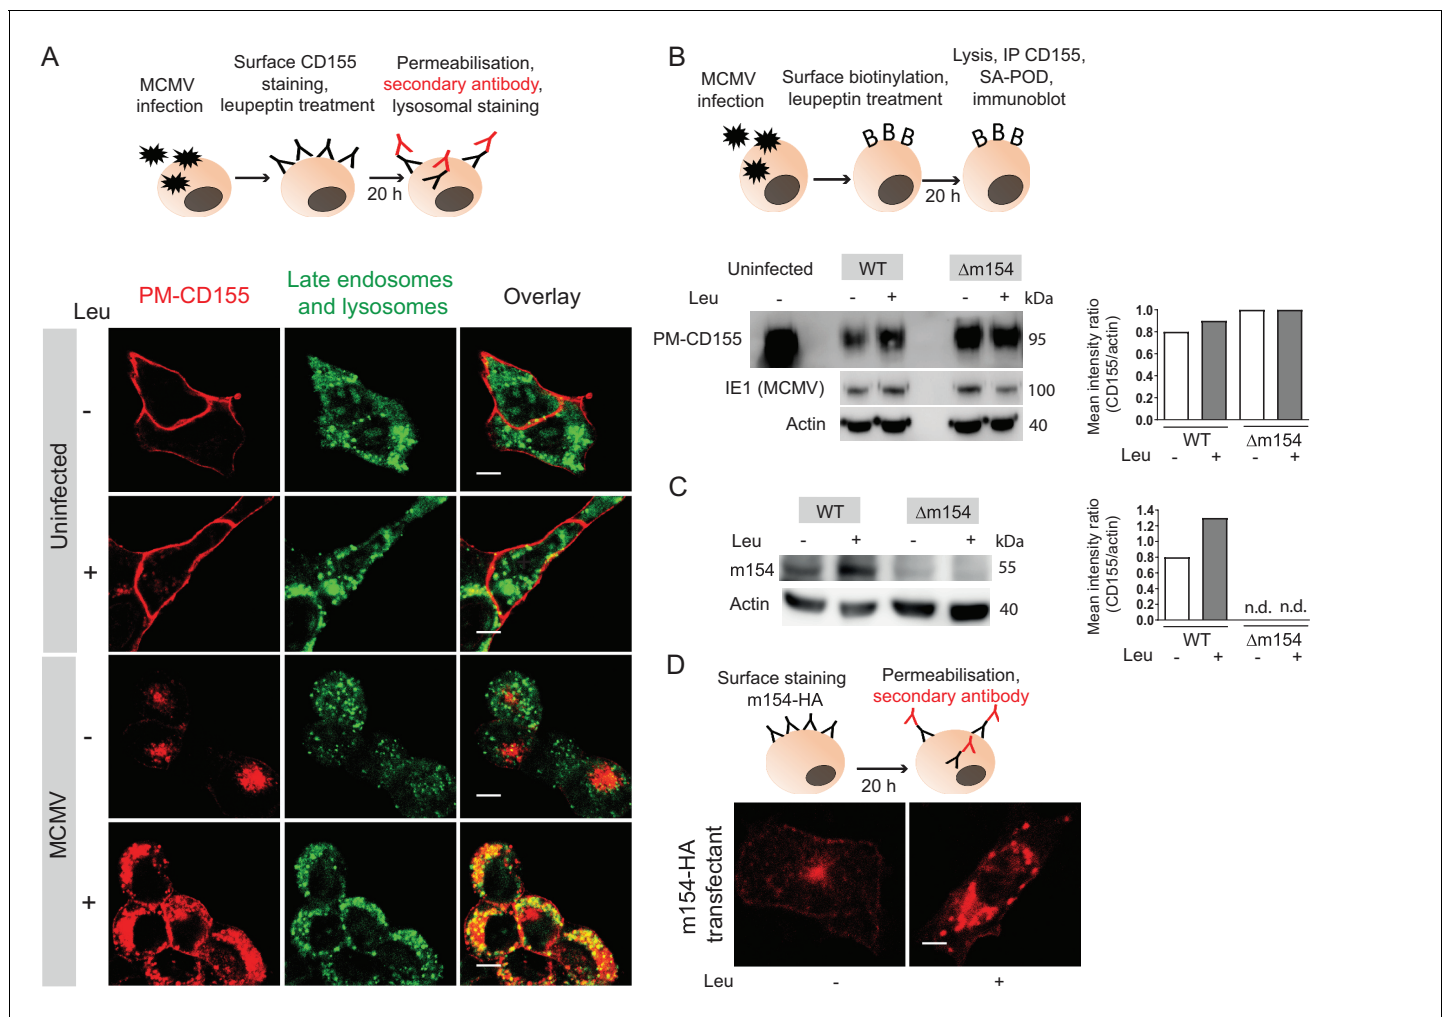 A
MCMV
infection
Surface CD155
staining,
leupeptin treatment
Permeabilisation,
secondary antibody,
lysosomal staining
20 h
PM-CD155
Late endosomes
and lysosomes
Overlay
Leu
Uninfected
-
+
MCMV
-
+
B
MCMV
infection
Surface biotinylation,
leupeptin treatment
Lysis, IP CD155,
SA-POD,
immunoblot
B B B
B B B
20 h
Uninfected WT Δm154
Leu - - + - + kDa
PM-CD155 95
IE1 (MCMV) 100
Actin 40
Mean intensity ratio
(CD155/actin)
1.0
0.8
0.6
0.4
0.2
0.0
WT Δm154
Leu - + - +
C
WT Δm154
Leu - + - + kDa
m154 55
Actin 40
Mean intensity ratio
(CD155/actin)
1.4
1.2
1.0
0.8
0.6
0.4
0.2
0.0
n.d. n.d.
WT Δm154
Leu - + - +
D
Surface staining
m154-HA
Permeabilisation,
secondary antibody
20 h
m154-HA
transfectant
Leu - +